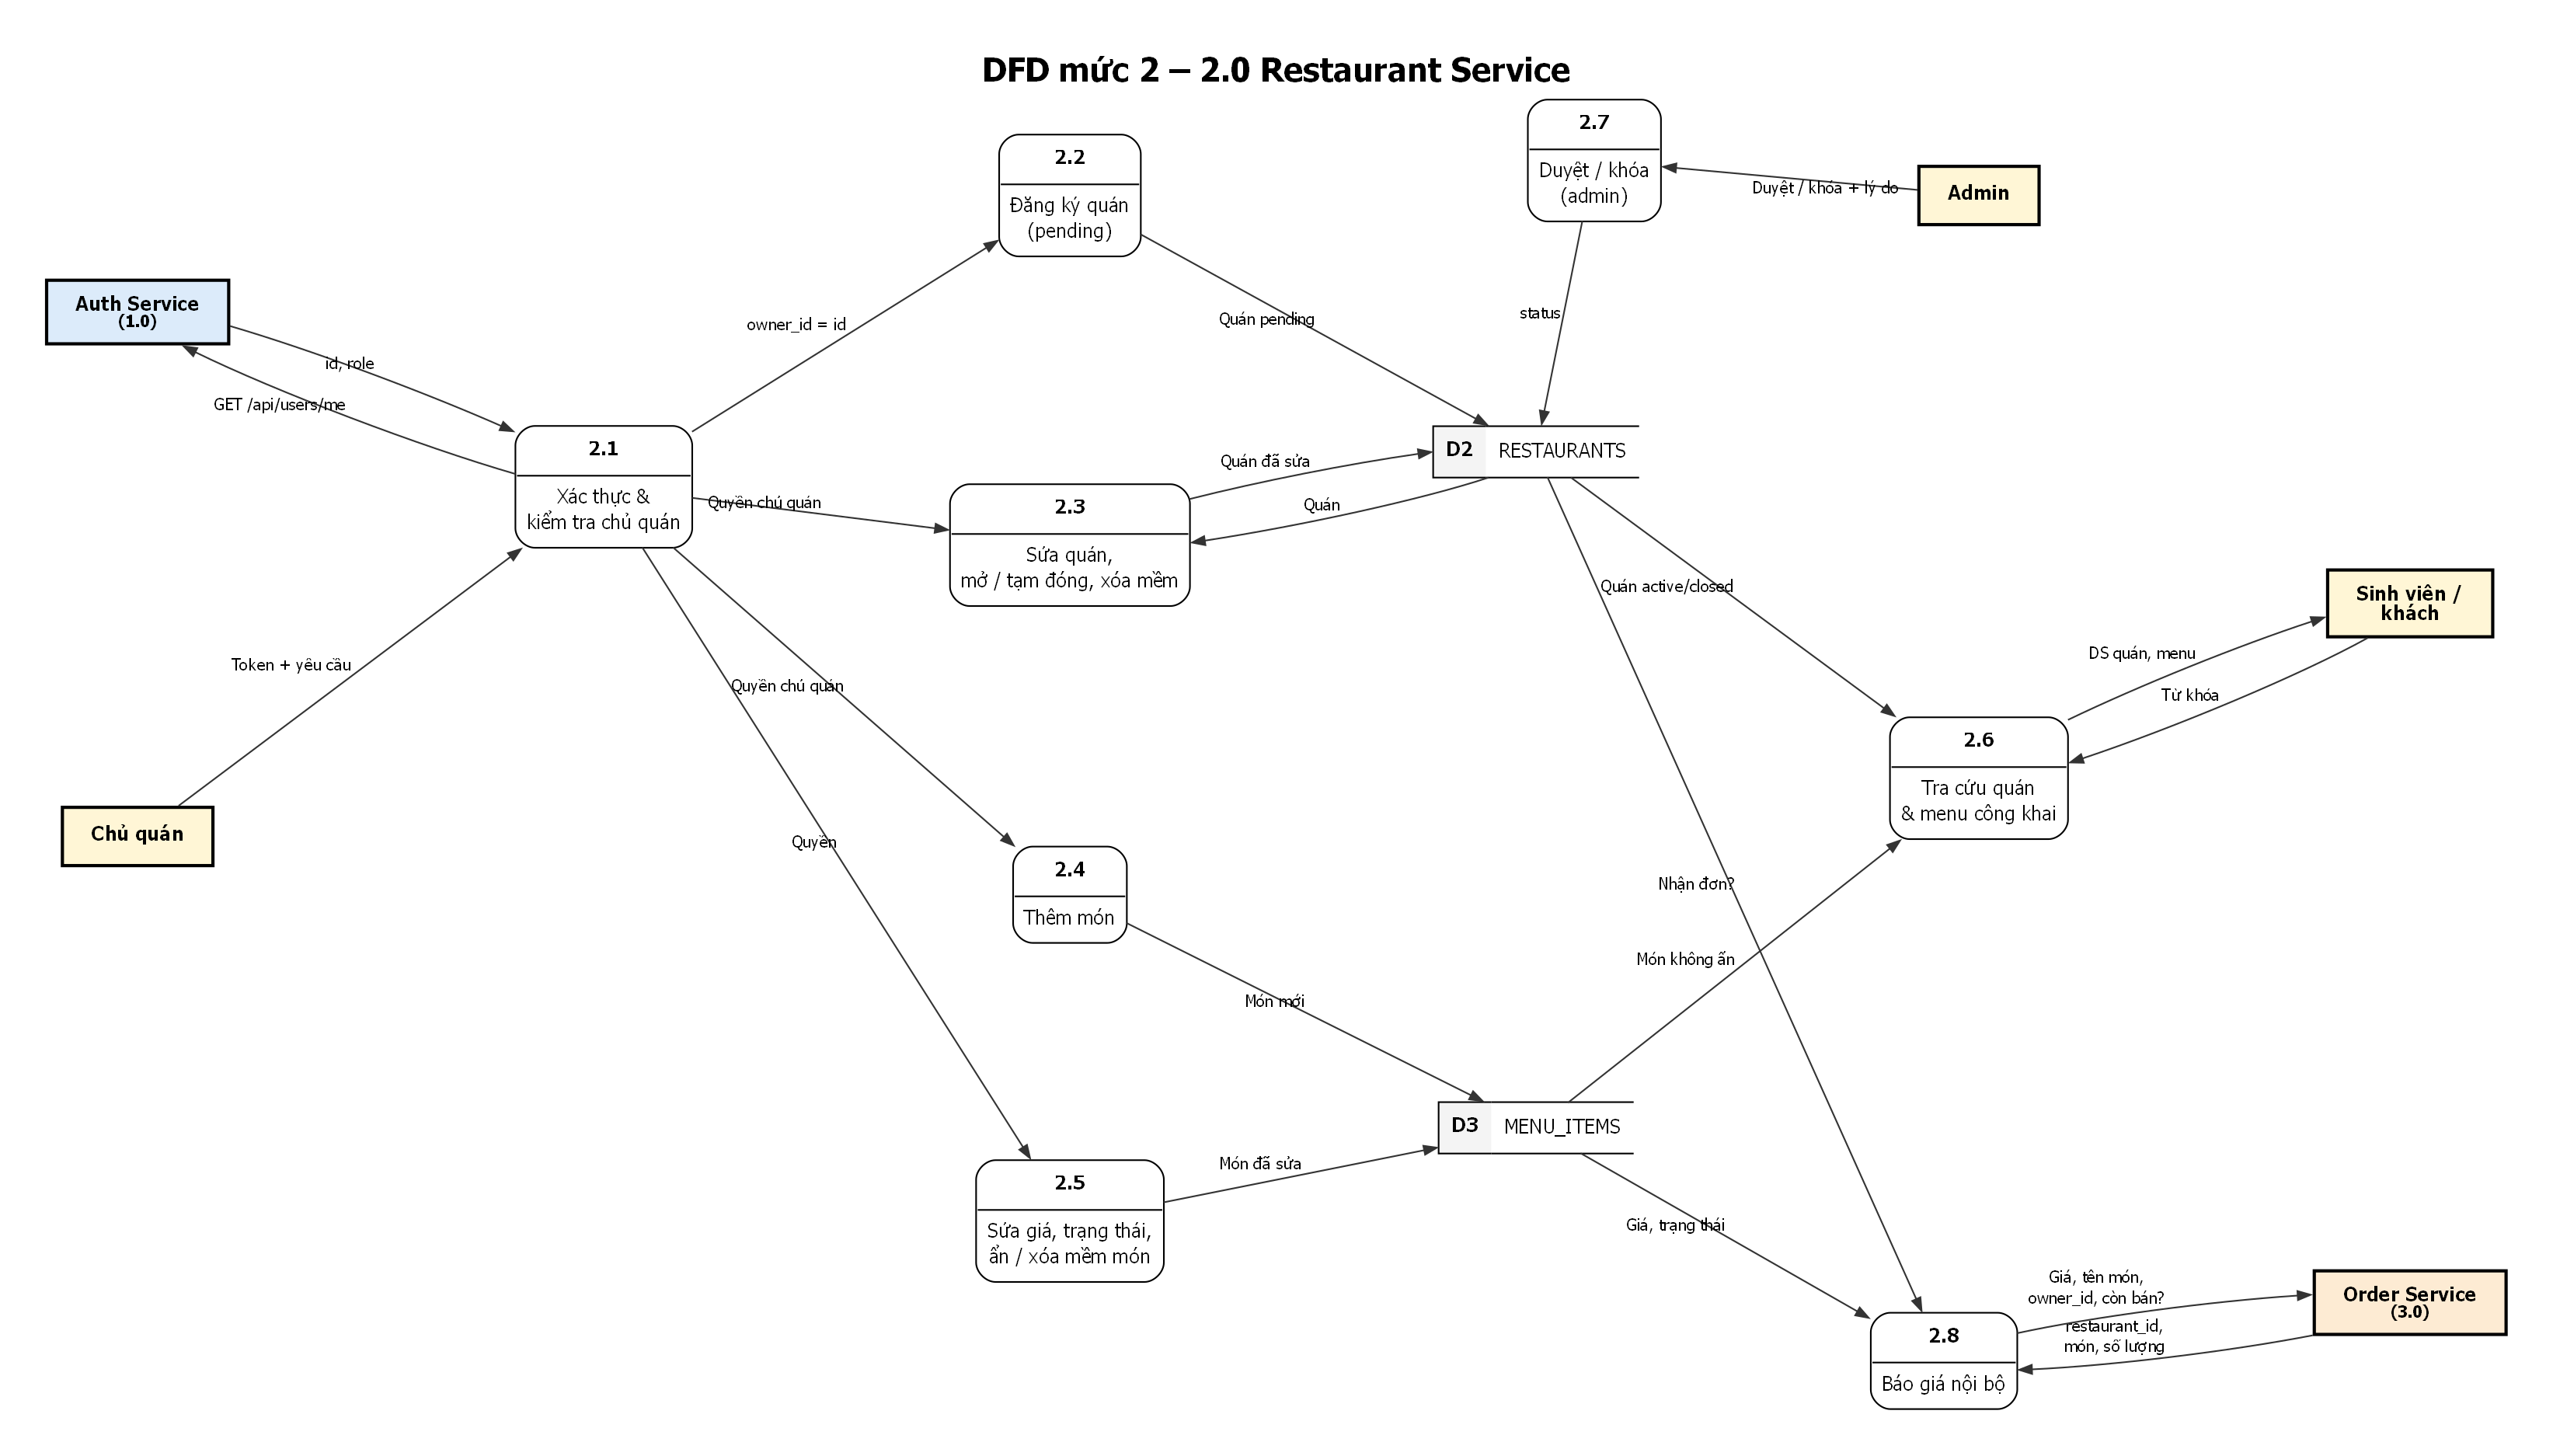 DFD mức 2 – 2.0 Restaurant Service
2.7
Duyệt / khóa
(admin)
2.2
Đăng ký quán
(pending)
Admin
Duyệt / khóa + lý do
Auth Service
(1.0)
owner_id = id
Quán pending
status
id, role
GET /api/users/me
2.1
Xác thực &
kiểm tra chủ quán
D2 RESTAURANTS
Quán đã sửa
Quyền chủ quán
2.3
Sửa quán,
mở / tạm đóng, xóa mềm
Quán
Quán active/closed
Sinh viên /
khách
Token + yêu cầu
Quyền chủ quán
DS quán, menu
Từ khóa
2.6
Tra cứu quán
& menu công khai
Chủ quán
Quyền
2.4
Thêm món
Nhận đơn?
Món không ẩn
Món mới
D3 MENU_ITEMS
Món đã sửa
2.5
Sửa giá, trạng thái,
ẩn / xóa mềm món
Giá, trạng thái
Giá, tên món,
owner_id, còn bán?
Order Service
(3.0)
restaurant_id,
món, số lượng
2.8
Báo giá nội bộ